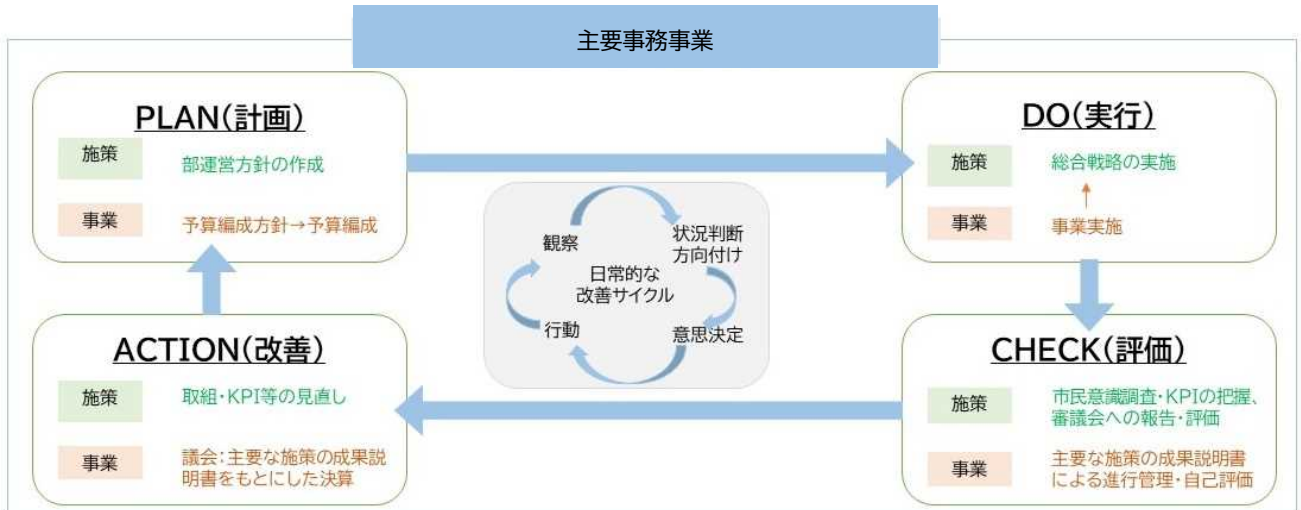 主要事務事業
PLAN(計画)
施策
部運営方針の作成
事業
予算編成方針→予算編成
DO(実行)
施策
総合戦略の実施
事業
事業実施
観察
状況判断
方向付け
日常的な
改善サイクル
行動
意思決定
ACTION(改善)
施策
取組・KPI等の見直し
事業
議会:主要な施策の成果説
明書をもとにした決算
CHECK(評価)
施策
市民意識調査・KPIの把握、
審議会への報告・評価
事業
主要な施策の成果説明書
による進行管理・自己評価